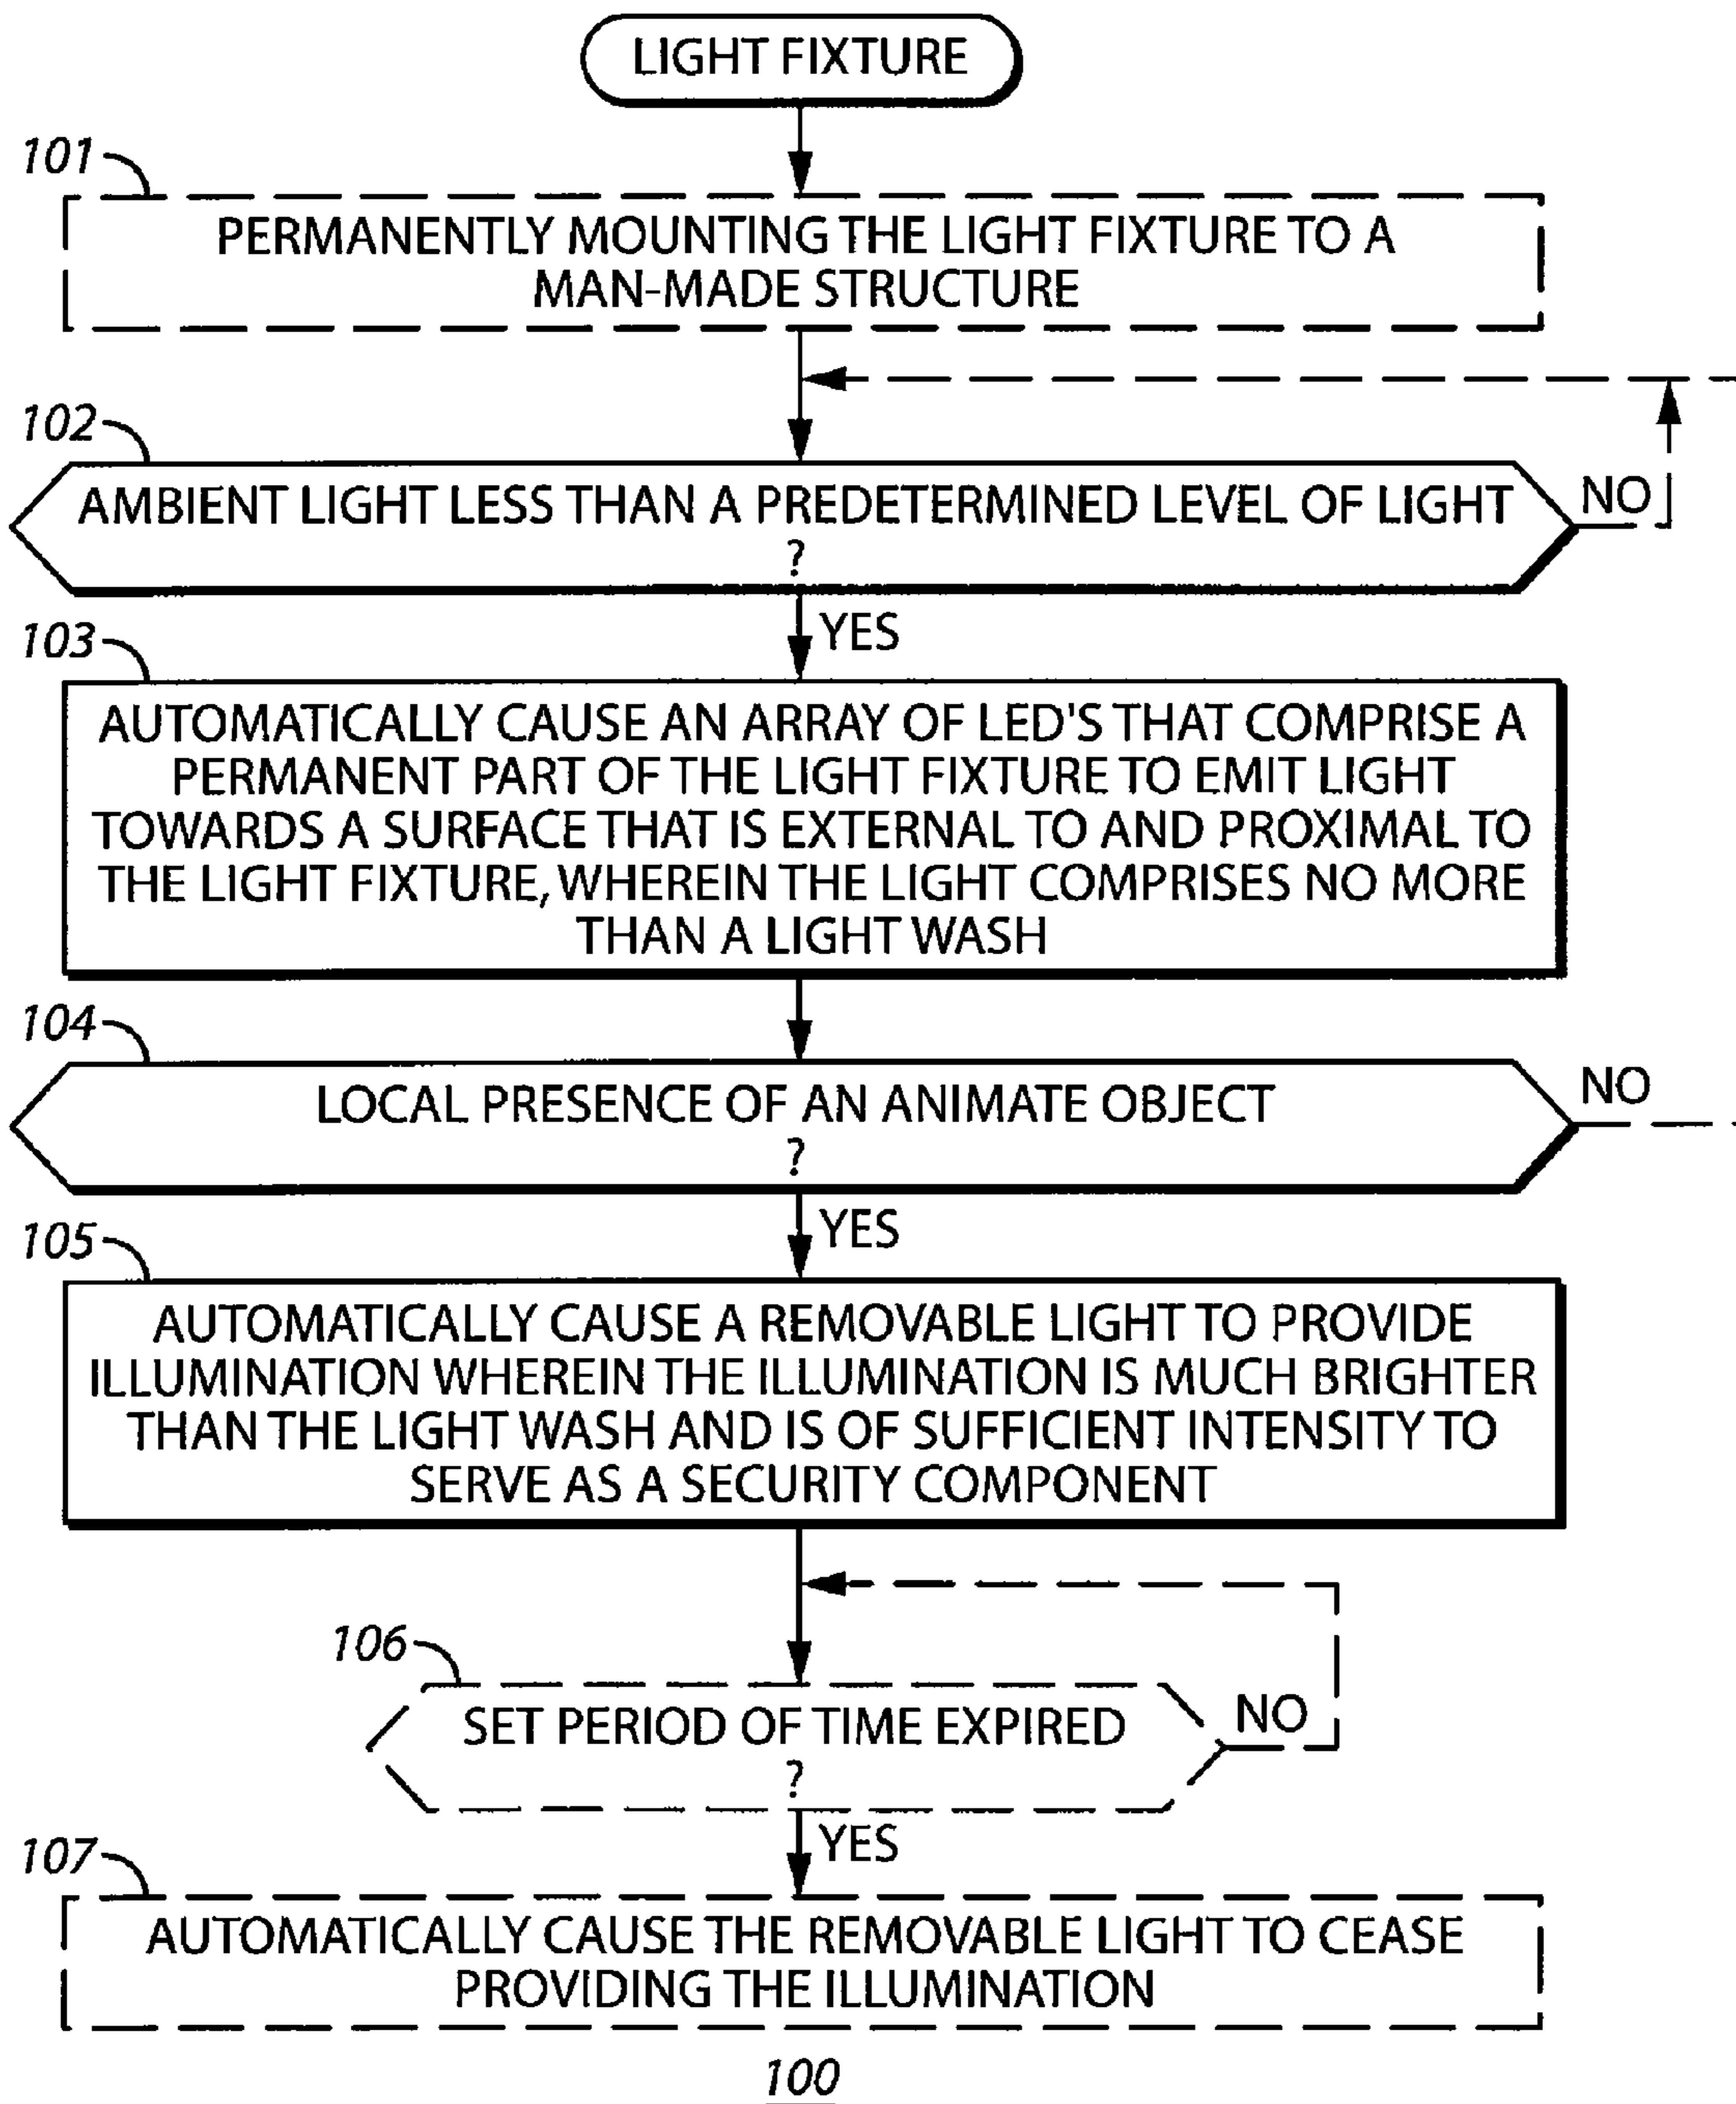 LIGHT FIXTURE
101
PERMANENTLY MOUNTING THE LIGHT FIXTURE TO A
MAN-MADE STRUCTURE
102
AMBIENT LIGHT LESS THAN A PREDETERMINED LEVEL OF LIGHT
?
NO
YES
103
AUTOMATICALLY CAUSE AN ARRAY OF LED'S THAT COMPRISE A
PERMANENT PART OF THE LIGHT FIXTURE TO EMIT LIGHT
TOWARDS A SURFACE THAT IS EXTERNAL TO AND PROXIMAL TO
THE LIGHT FIXTURE, WHEREIN THE LIGHT COMPRISES NO MORE
THAN A LIGHT WASH
104
LOCAL PRESENCE OF AN ANIMATE OBJECT
?
NO
YES
105
AUTOMATICALLY CAUSE A REMOVABLE LIGHT TO PROVIDE
ILLUMINATION WHEREIN THE ILLUMINATION IS MUCH BRIGHTER
THAN THE LIGHT WASH AND IS OF SUFFICIENT INTENSITY TO
SERVE AS A SECURITY COMPONENT
106
SET PERIOD OF TIME EXPIRED
?
NO
YES
107
AUTOMATICALLY CAUSE THE REMOVABLE LIGHT TO CEASE
PROVIDING THE ILLUMINATION
100